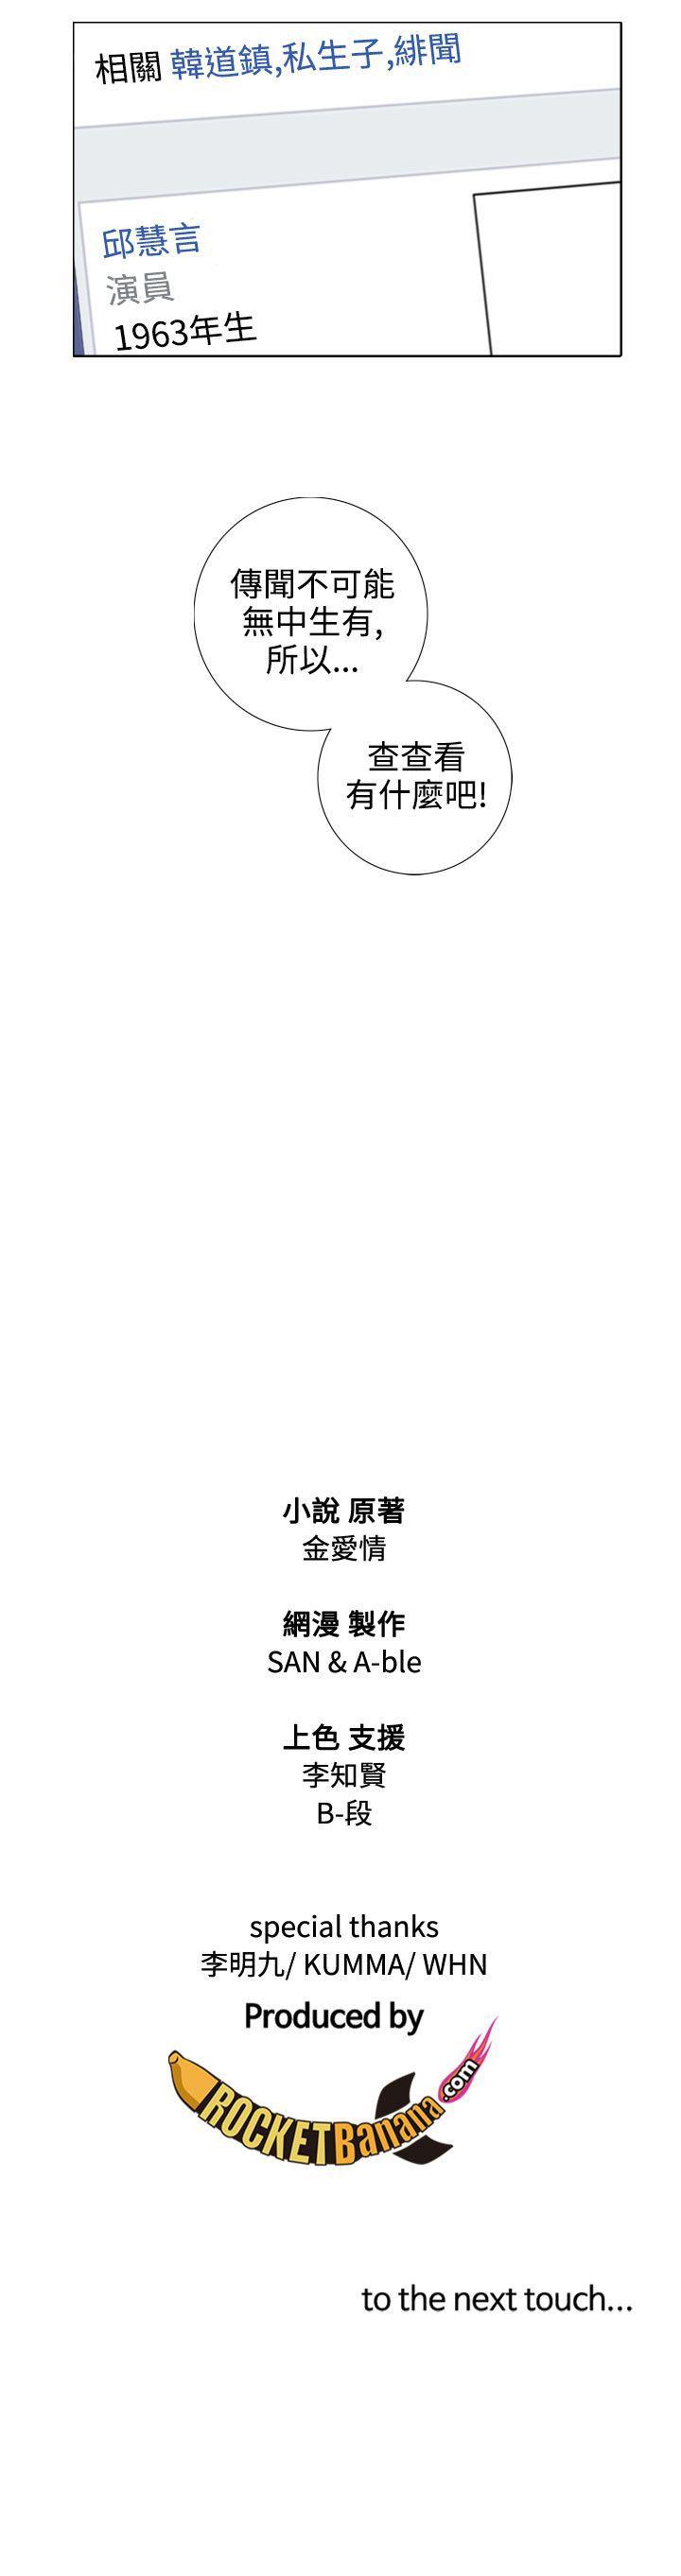 相關 韓道鎮,私生子,緋聞
邱慧言
演員
1963年生
傳聞不可能
無中生有,
所以...
查查看
有什麼吧!
小說 原著
金愛情
網漫 製作
SAN & A-ble
上色 支援
李知賢
B-段
special thanks
李明九/ KUMMA/ WHN
Produced by
ROCKETBanana.com
to the next touch...